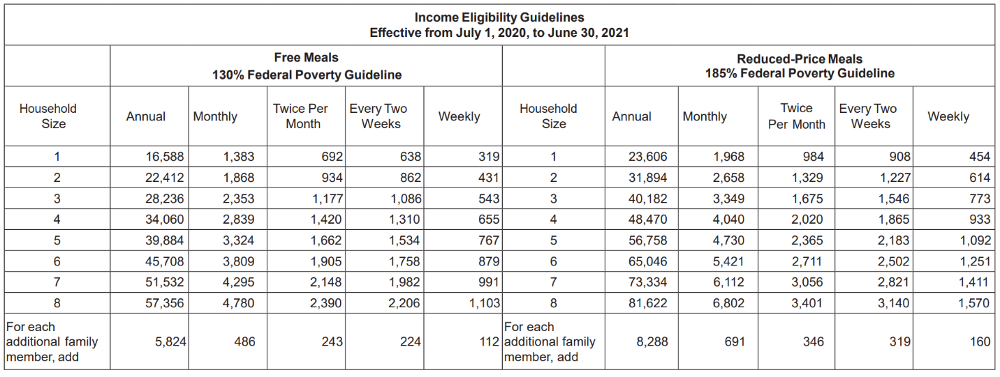 Income Eligibility Guidelines
Effective from July 1, 2020, to June 30, 2021
Free Meals
130% Federal Poverty Guideline
Reduced-Price Meals
185% Federal Poverty Guideline
Household Size Annual Monthly Twice Per Month Every Two Weeks Weekly Household Size Annual Monthly Twice Per Month Every Two Weeks Weekly
1 16,588 1,383 692 638 319 1 23,606 1,968 984 908 454
2 22,412 1,868 934 862 431 2 31,894 2,658 1,329 1,227 614
3 28,236 2,353 1,177 1,086 543 3 40,182 3,349 1,675 1,546 773
4 34,060 2,839 1,420 1,310 655 4 48,470 4,040 2,020 1,865 933
5 39,884 3,324 1,662 1,534 767 5 56,758 4,730 2,365 2,183 1,092
6 45,708 3,809 1,905 1,758 879 6 65,046 5,421 2,711 2,502 1,251
7 51,532 4,295 2,148 1,982 991 7 73,334 6,112 3,056 2,821 1,411
8 57,356 4,780 2,390 2,206 1,103 8 81,622 6,802 3,401 3,140 1,570
For each additional family member, add 5,824 486 243 224 112 For each additional family member, add 8,288 691 346 319 160